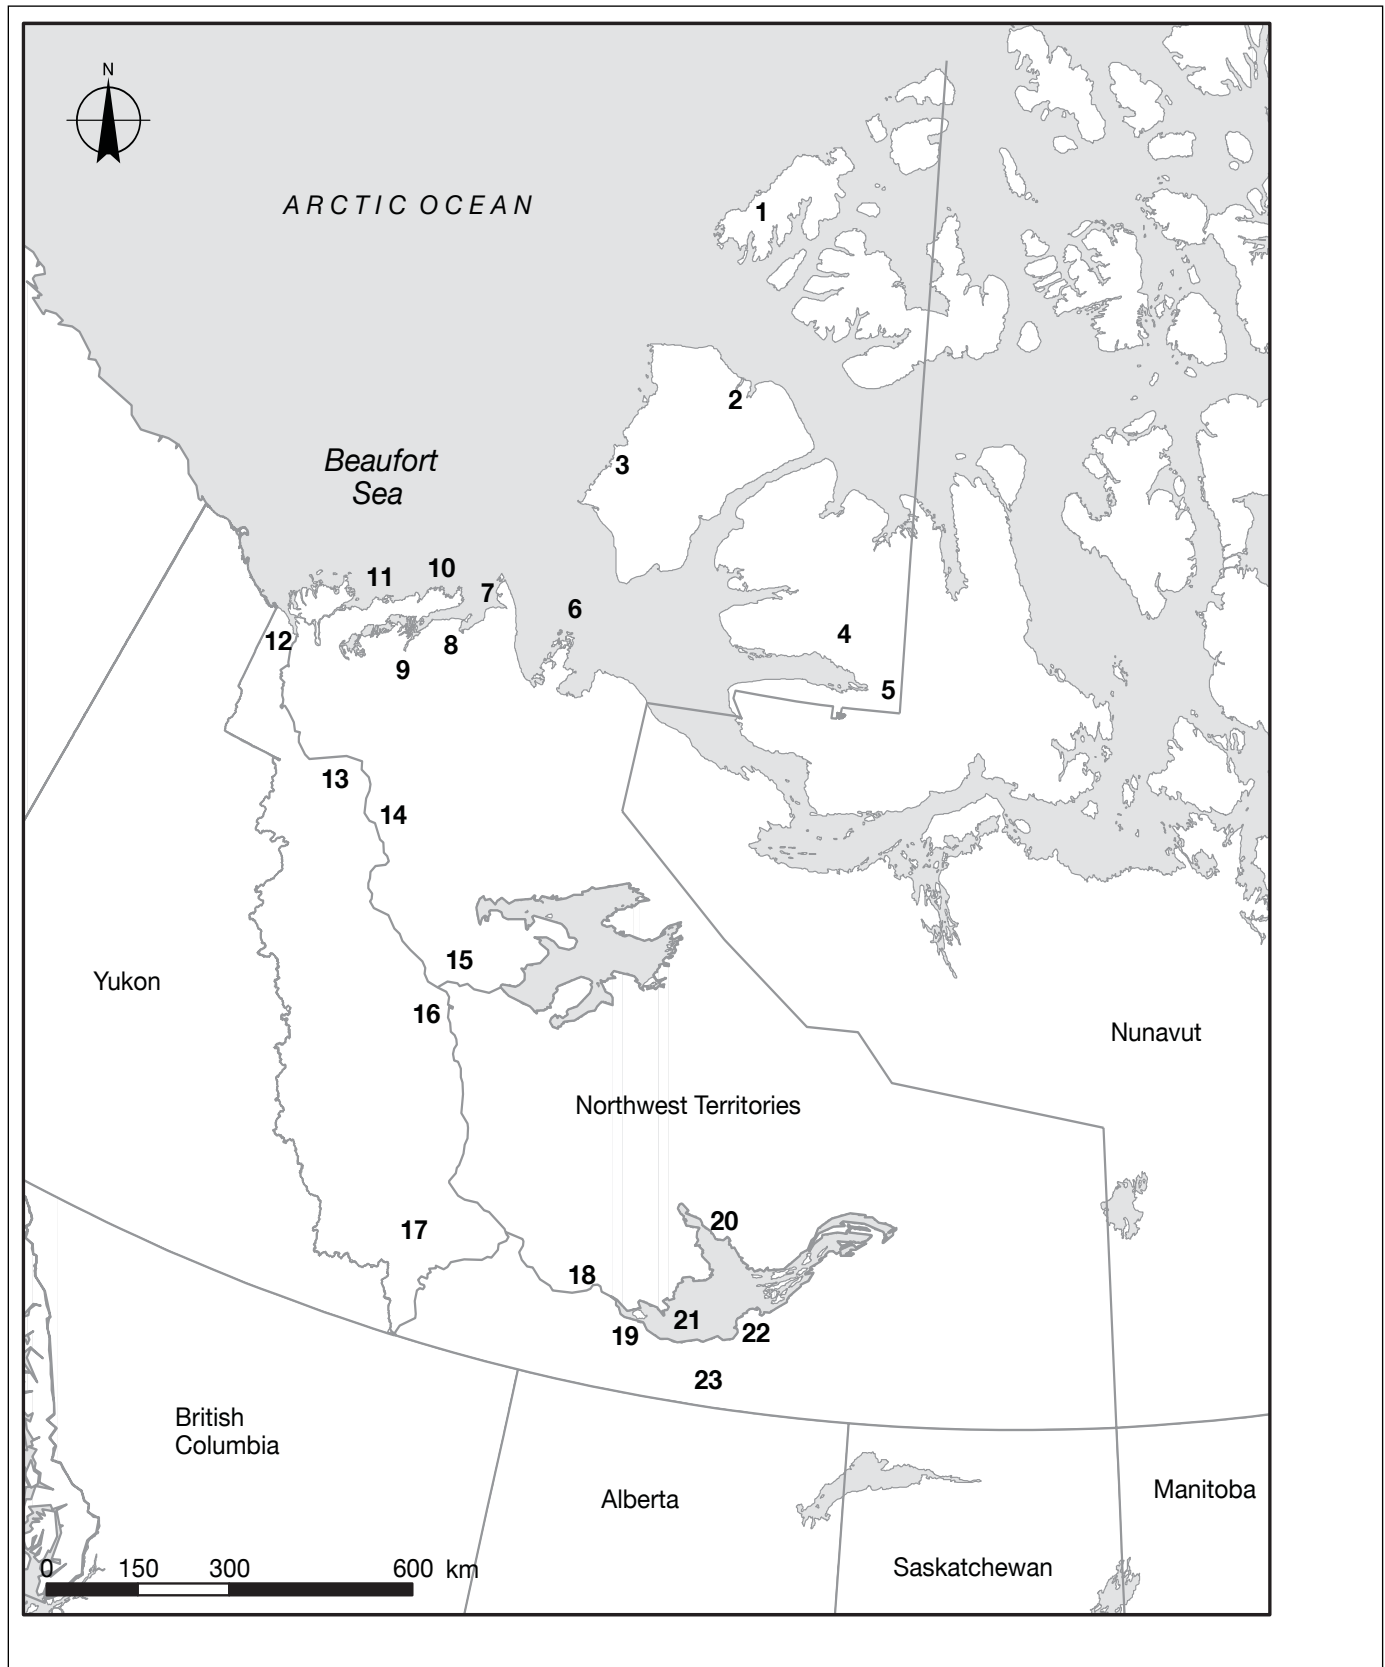 N
1
ARCTIC OCEAN
2
Beaufort
Sea
3
10
11
7
6
12
8
4
9
5
13
14
15
Yukon
16
Nunavut
Northwest Territories
17
20
18
21
19
22
23
British
Columbia
Alberta
Manitoba
Saskatchewan
0 150 300 600 km